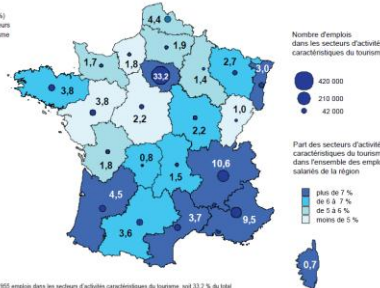 %)
urs
me
4,4
1,7
1,8
1,9
33,2
1,4
2,7
3,0
3,8
3,8
2,2
1,0
2,2
1,8
0,8
1,5
10,6
4,5
3,6
3,7
9,5
0,7
Nombre d'emplois
dans les secteurs d'activité
caractéristiques du tourism
420 000
210 000
42 000
Part des secteurs d'activité
caractéristiques du tourism
dans l'ensemble des emplo
salariés de la région
plus de 7 %
de 6 à 7 %
de 5 à 6 %
moins de 5 %
955 emplois dans les secteurs d'activités caractéristiques du tourisme, soit 33,2 % du total